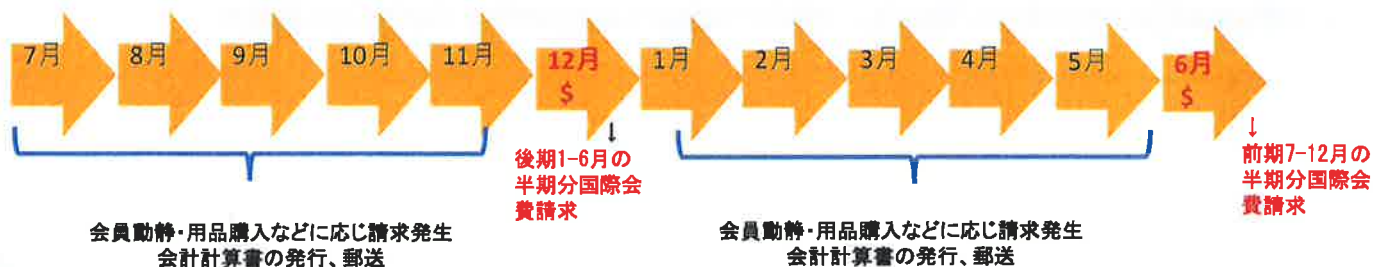 7月
8月
9月
10月
11月
12月
$
1月
2月
3月
4月
5月
6月
$
↓
後期1-6月の
半期分国際会
費請求
↓
前期7-12月の
半期分国際会
費請求
会員動静・用品購入などに応じ請求発生
会計計算書の発行、郵送
会員動静・用品購入などに応じ請求発生
会計計算書の発行、郵送